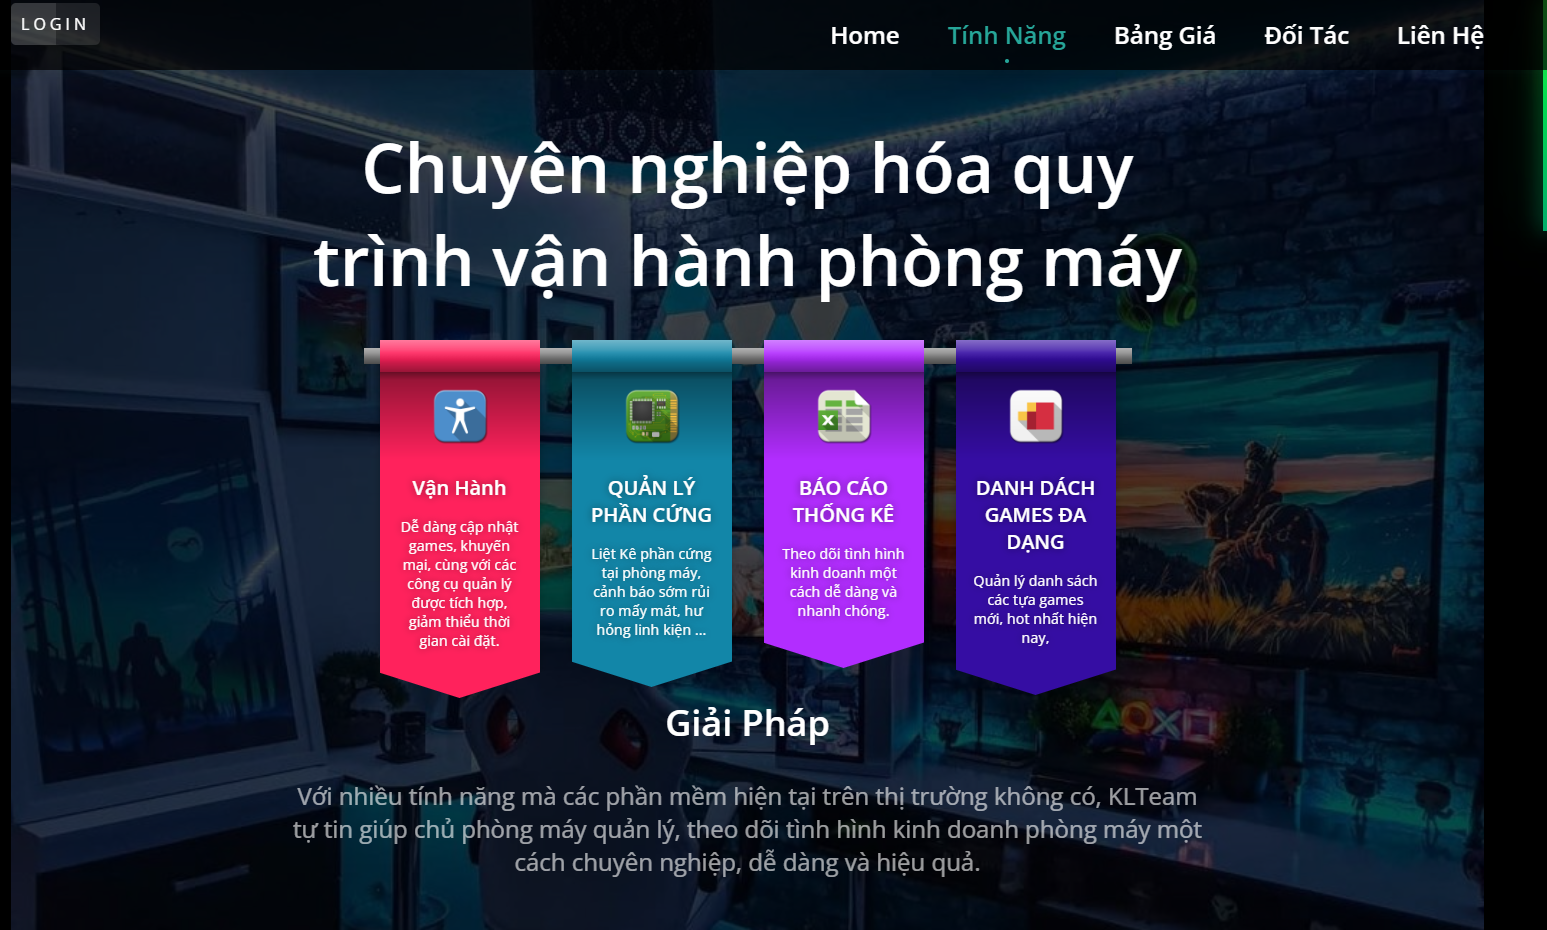 LOGIN
Home
Tính Năng
Bảng Giá
Đối Tác
Liên Hệ
Chuyên nghiệp hóa quy
trình vận hành phòng máy
Vận Hành
Dễ dàng cập nhật
games, khuyến
mại, cùng với các
công cụ quản lý
được tích hợp,
giảm thiểu thời
gian cài đặt.
QUẢN LÝ
PHẦN CỨNG
Liệt Kê phần cứng
tại phòng máy,
cảnh báo sớm rủi
ro mấy mát, hư
hỏng linh kiện ...
BÁO CÁO
THỐNG KÊ
Theo dõi tình hình
kinh doanh một
cách dễ dàng và
nhanh chóng.
DANH DÁCH
GAMES ĐA
DẠNG
Quản lý danh sách
các tựa games
mới, hot nhất hiện
nay,
Giải Pháp
Với nhiều tính năng mà các phần mềm hiện tại trên thị trường không có, KLTeam
tự tin giúp chủ phòng máy quản lý, theo dõi tình hình kinh doanh phòng máy một
cách chuyên nghiệp, dễ dàng và hiệu quả.